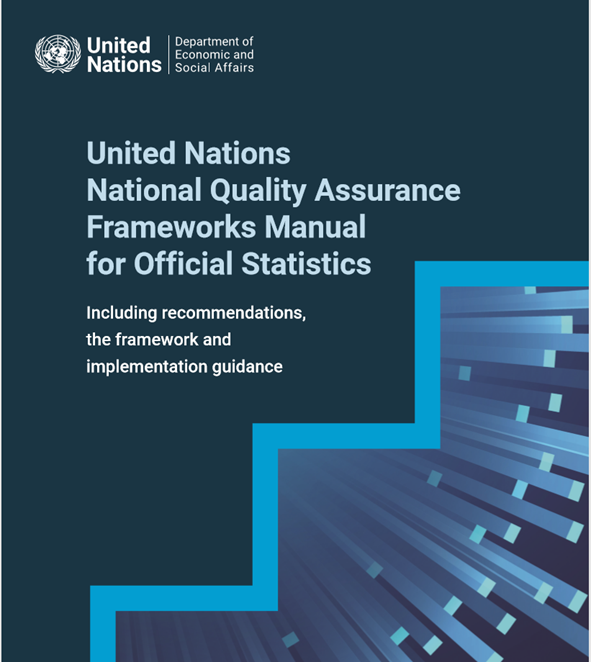 United
Nations
Department of
Economic and
Social Affairs
United Nations
National Quality Assurance
Frameworks Manual
for Official Statistics
Including recommendations,
the framework and
implementation guidance